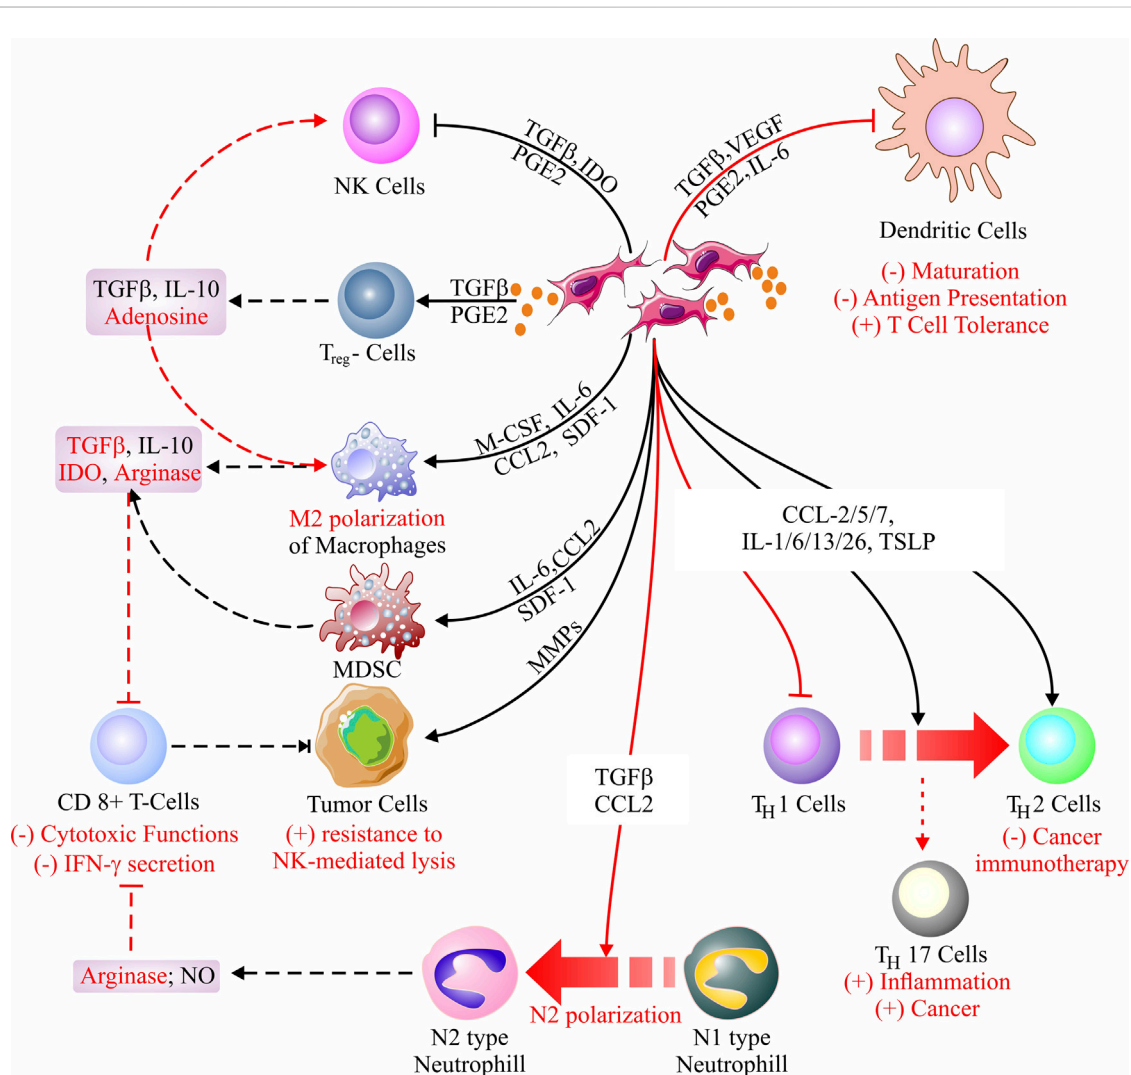 TGFβ, IDO
PGE2
NK Cells
TGFβ, VEGF
PGE2, IL-6
Dendritic Cells
(-) Maturation
(-) Antigen Presentation
(+) T Cell Tolerance
TGFβ, IL-10
Adenosine
TGFβ
PGE2
Treg- Cells
M-CSF, IL-6
CCL2, SDF-1
TGFβ, IL-10
IDO, Arginase
M2 polarization
of Macrophages
CCL-2/5/7,
IL-1/6/13/26, TSLP
IL-6,CCL2
SDF-1
MDSC
MMPs
CD 8+ T-Cells
(-) Cytotoxic Functions
(-) IFN-γ secretion
Tumor Cells
(+) resistance to
NK-mediated lysis
TGFβ
CCL2
TH1 Cells
TH2 Cells
(-) Cancer
immunotherapy
TH 17 Cells
(+) Inflammation
(+) Cancer
Arginase; NO
N2 polarization
N2 type
Neutrophill
N1 type
Neutrophill